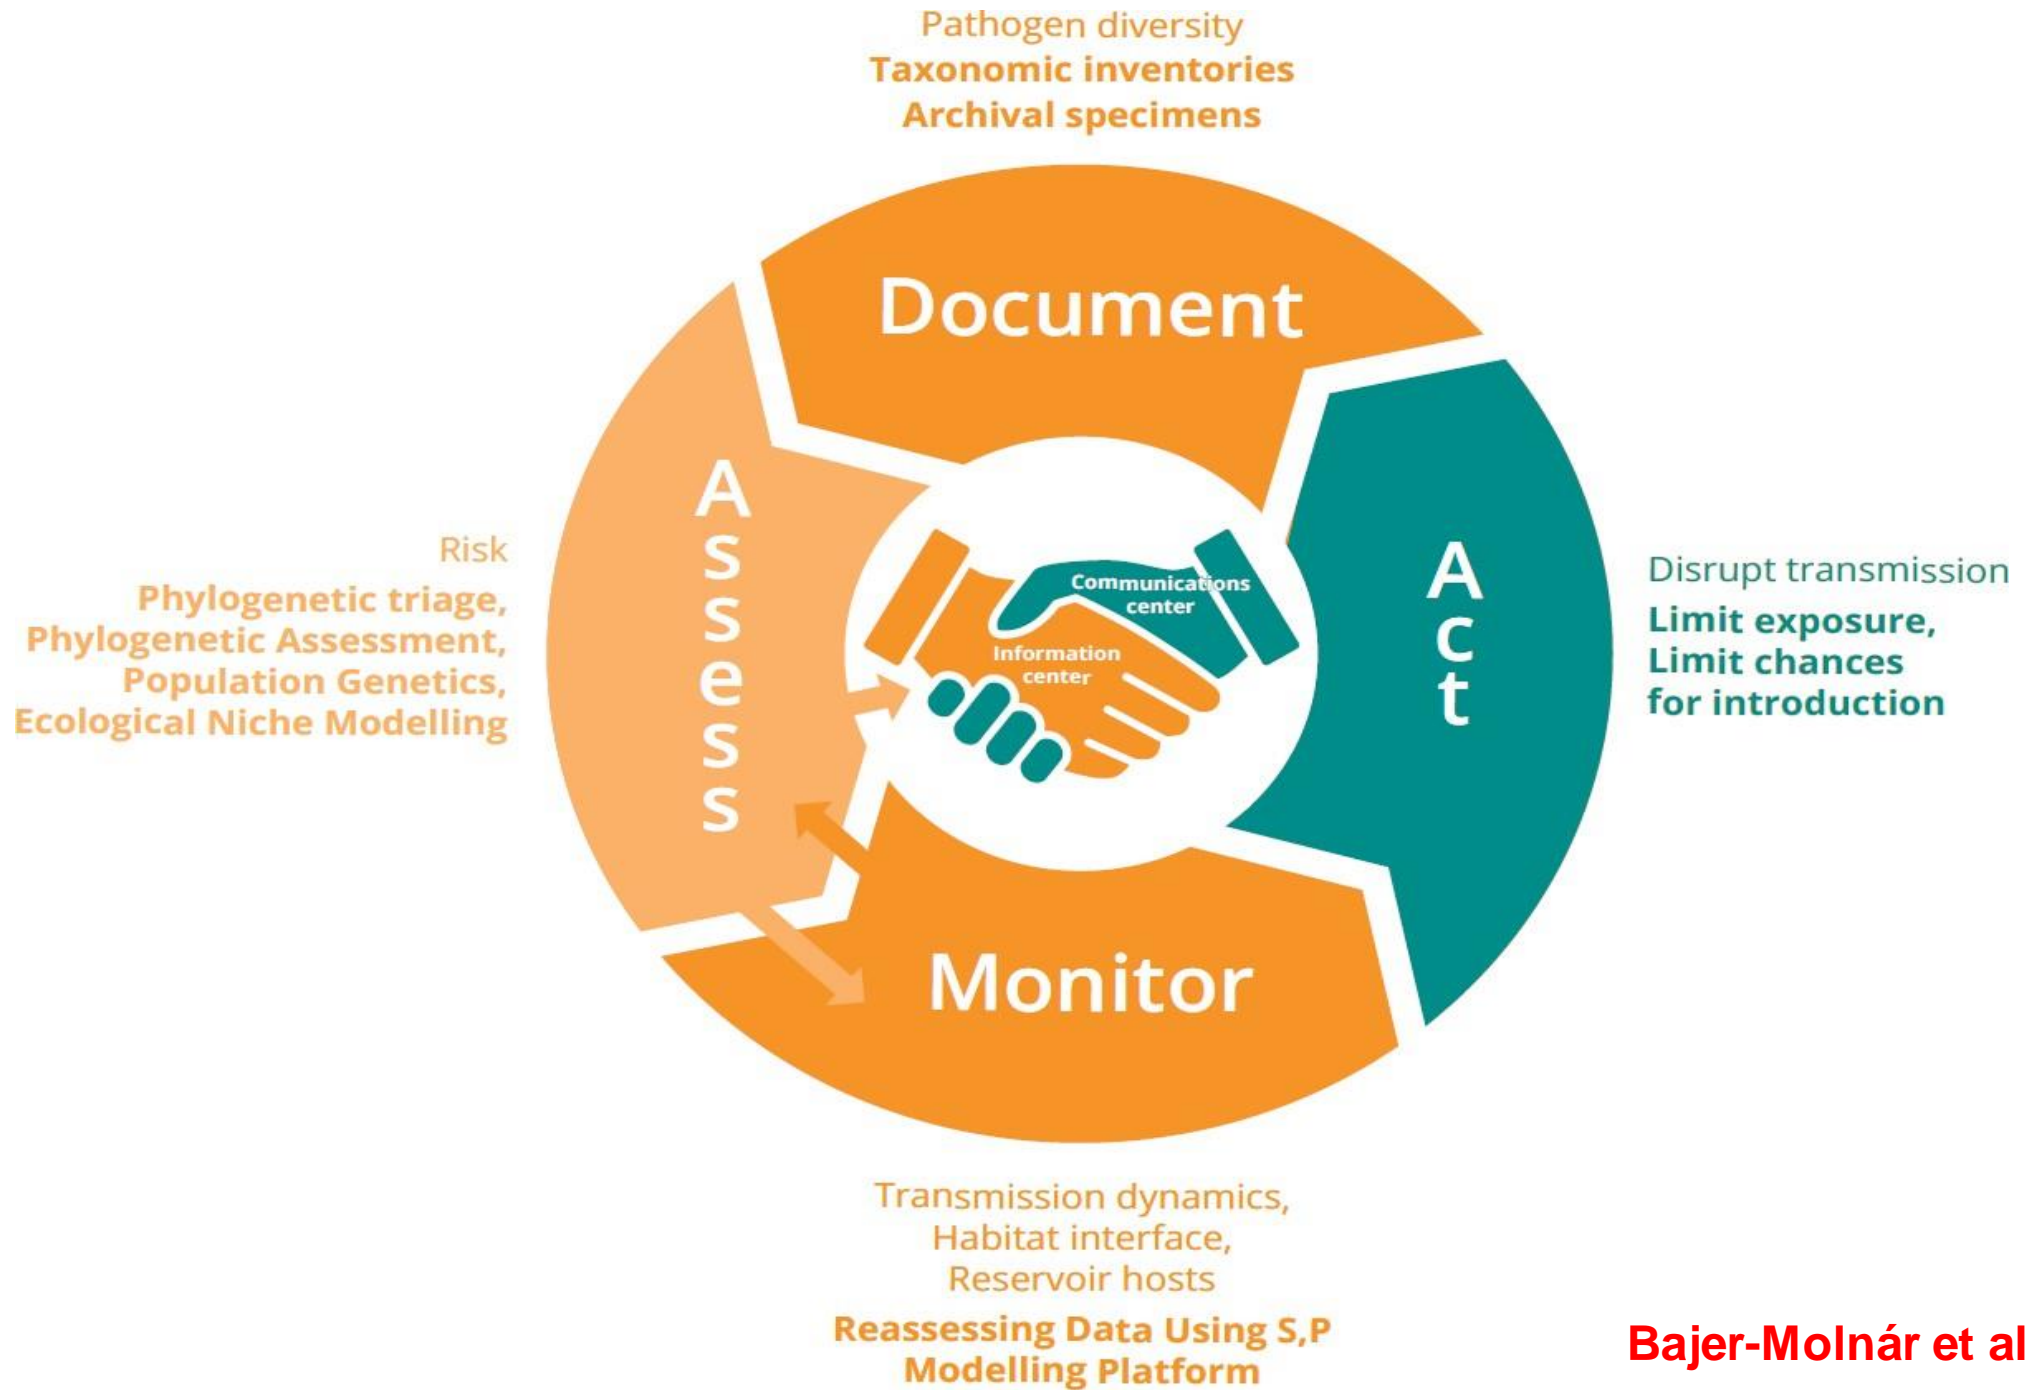 Pathogen diversity
Taxonomic inventories
Archival specimens
Document
Assess
Risk
Phylogenetic triage,
Phylogenetic Assessment,
Population Genetics,
Ecological Niche Modelling
Communications
center
Information
center
Act
Disrupt transmission
Limit exposure,
Limit chances
for introduction
Monitor
Transmission dynamics,
Habitat interface,
Reservoir hosts
Reassessing Data Using S,P
Modelling Platform
Bajer-Molnár et al